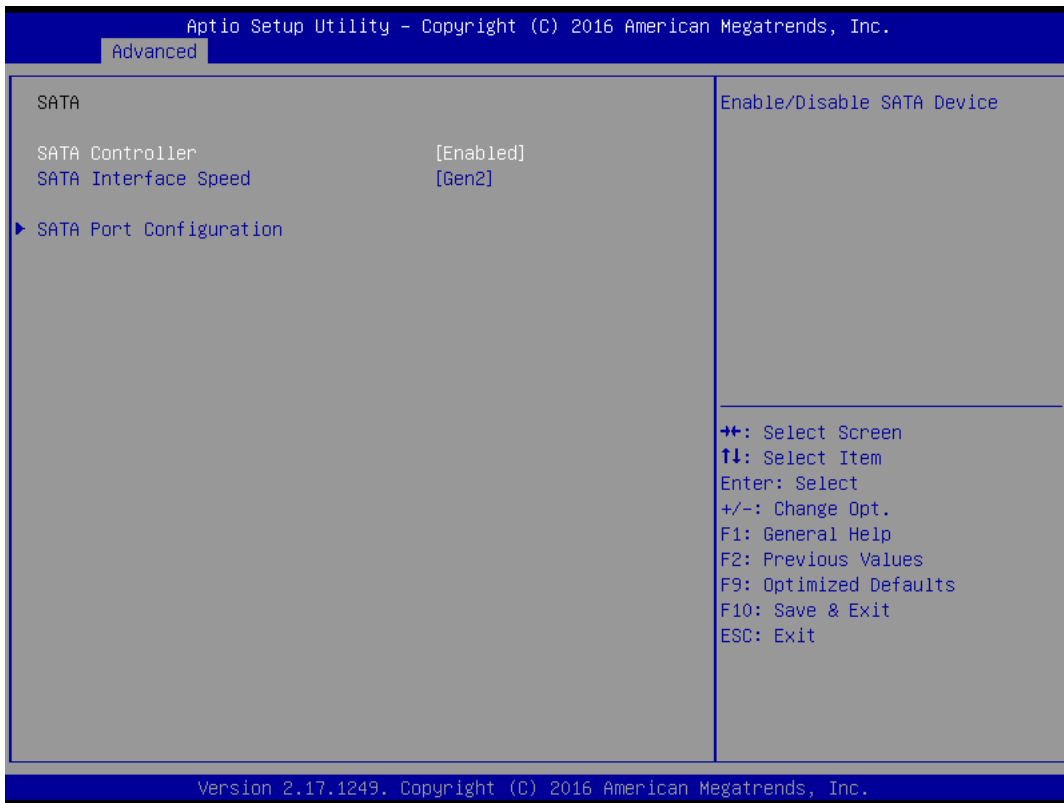 Aptio Setup Utility – Copyright (C) 2016 American Megatrends, Inc.
Advanced
SATA
SATA Controller [Enabled]
SATA Interface Speed [Gen2]
▶ SATA Port Configuration
Enable/Disable SATA Device
→←: Select Screen
↑↓: Select Item
Enter: Select
+/-: Change Opt.
F1: General Help
F2: Previous Values
F9: Optimized Defaults
F10: Save & Exit
ESC: Exit
Version 2.17.1249. Copyright (C) 2016 American Megatrends, Inc.